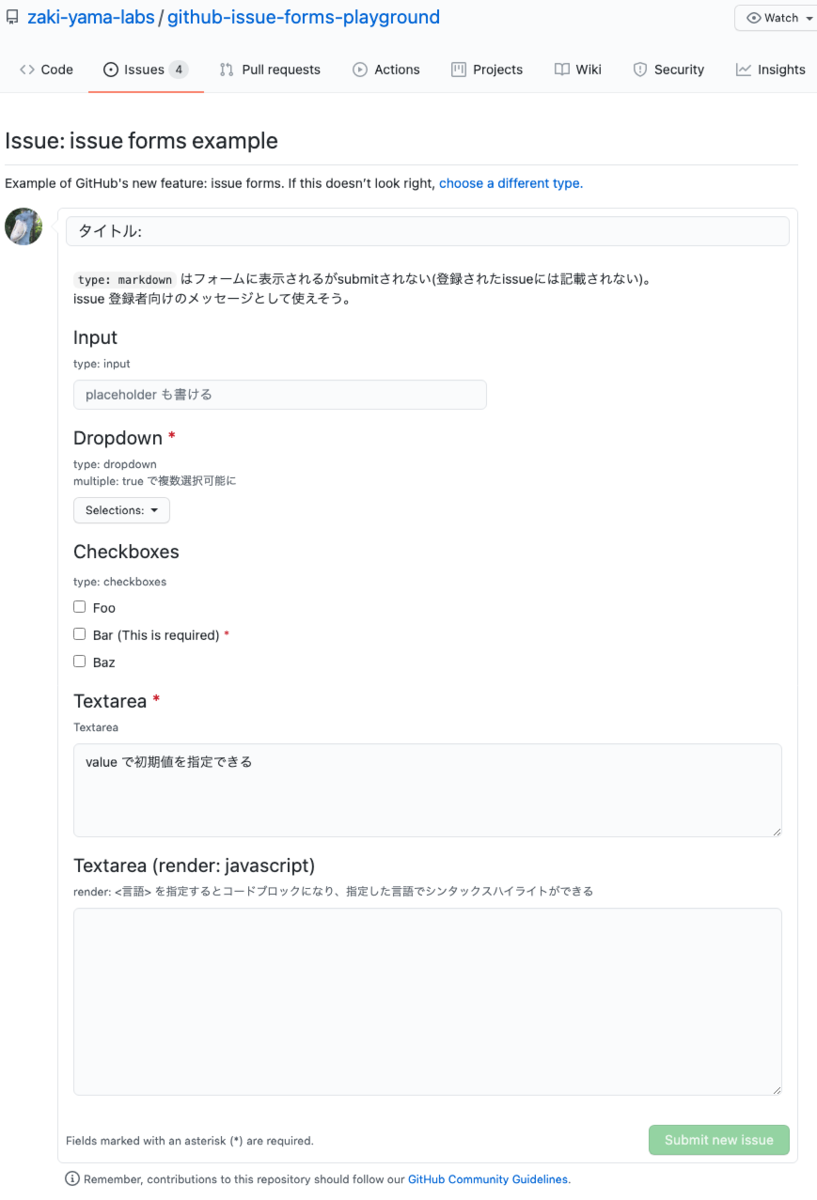 zaki-yama-labs / github-issue-forms-playground
Watch
Code
Issues 4
Pull requests
Actions
Projects
Wiki
Security
Insights
Issue: issue forms example
Example of GitHub's new feature: issue forms. If this doesn't look right, choose a different type.
タイトル:
type: markdown はフォームに表示されるがsubmitされない(登録されたissueには記載されない)。
issue 登録者向けのメッセージとして使えそう。
Input
type: input
placeholder も書ける
Dropdown *
type: dropdown
multiple: true で複数選択可能に
Selections:
Checkboxes
type: checkboxes
Foo
Bar (This is required) *
Baz
Textarea *
Textarea
value で初期値を指定できる
Textarea (render: javascript)
render: <言語> を指定するとコードブロックになり、指定した言語でシンタックスハイライトができる
Fields marked with an asterisk (*) are required.
Submit new issue
Remember, contributions to this repository should follow our GitHub Community Guidelines.